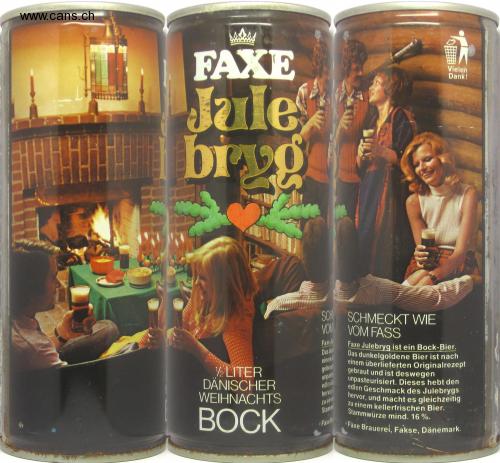 www.cans.ch
FAXE
Jule
bryg
½ LITER
DÄNISCHER
WEIHNACHTS
BOCK
Vielen
Dank!
SCHMECKT WIE
VOM FASS
Faxe Julebryg ist ein Bock-Bier.
Das dunkelgoldene Bier ist nach
einem überlieferten Originalrezept
gebraut und ist deswegen
unpasteurisiert. Dieses hebt den
edlen Geschmack des Julebrygs
hervor, und macht es gleichzeitig
zu einem kellerfrischen Bier.
Stammwürze mind. 16 %.
Faxe Brauerei, Fakse, Dänemark.